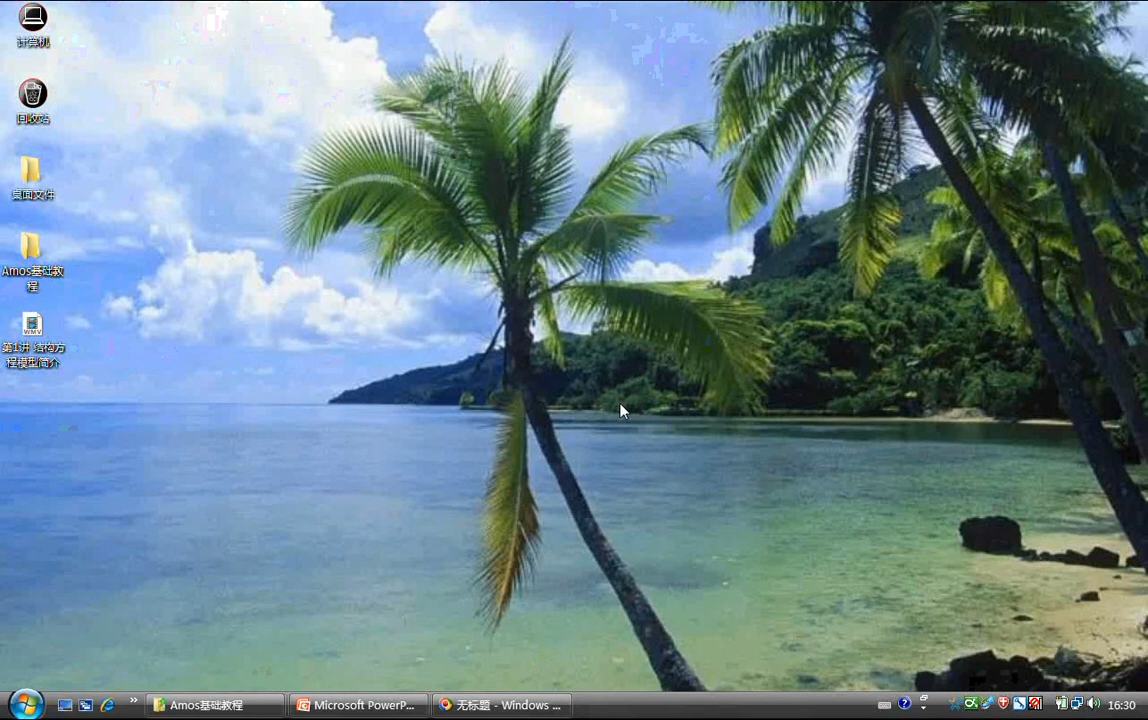 计算机
回收站
桌面文件
Amos基础教
程
WMV
第1讲 结构方
程模型简介
Amos基础教程
Microsoft PowerP...
无标题 - Windows ...
16:30